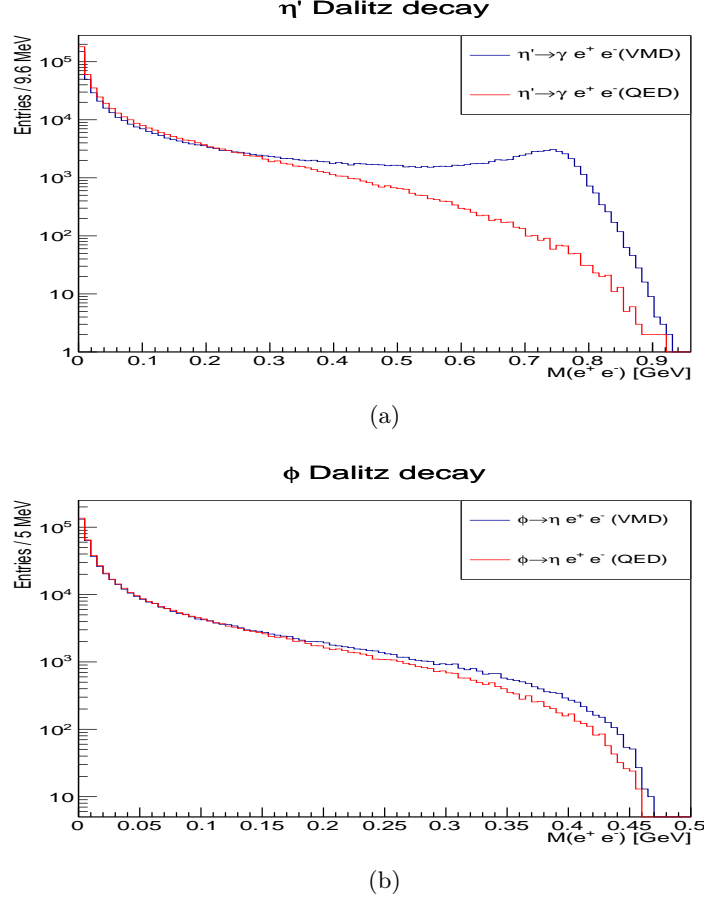 η' Dalitz decay
Entries / 9.6 MeV
η'→γ e⁺ e⁻(VMD)
η'→γ e⁺ e⁻(QED)
10⁵
10⁴
10³
10²
10
1
0 0.1 0.2 0.3 0.4 0.5 0.6 0.7 0.8 0.9
M(e⁺ e⁻) [GeV]
(a)
ϕ Dalitz decay
Entries / 5 MeV
ϕ→η e⁺ e⁻ (VMD)
ϕ→η e⁺ e⁻ (QED)
10⁵
10⁴
10³
10²
10
0 0.05 0.1 0.15 0.2 0.25 0.3 0.35 0.4 0.45 0.5
M(e⁺ e⁻) [GeV]
(b)